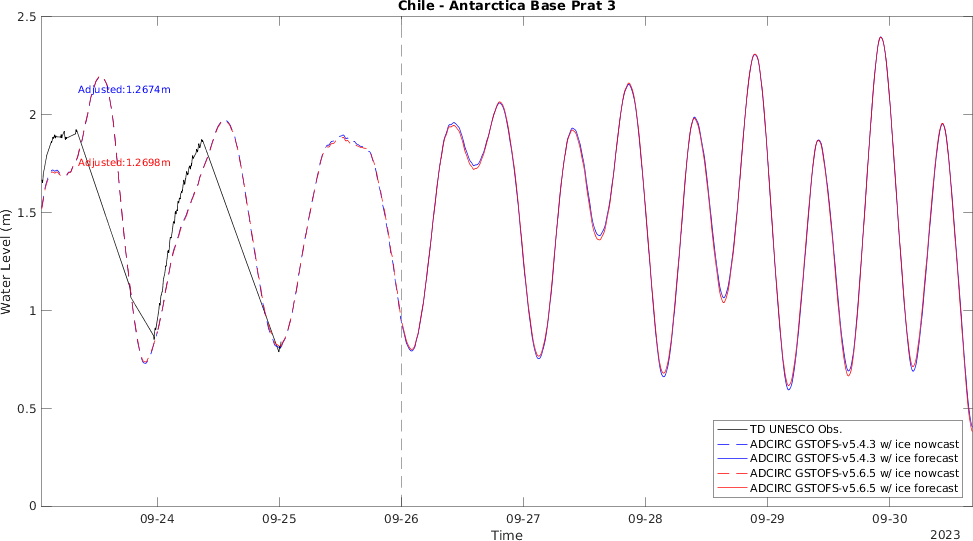 Chile - Antarctica Base Prat 3
2.5
2
1.5
1
0.5
0
Water Level (m)
Adjusted:1.2674m
Adjusted:1.2698m
TD UNESCO Obs.
ADCIRC GSTOFS-v5.4.3 w/ ice nowcast
ADCIRC GSTOFS-v5.4.3 w/ ice forecast
ADCIRC GSTOFS-v5.6.5 w/ ice nowcast
ADCIRC GSTOFS-v5.6.5 w/ ice forecast
09-24
09-25
09-26
09-27
09-28
09-29
09-30
Time
2023